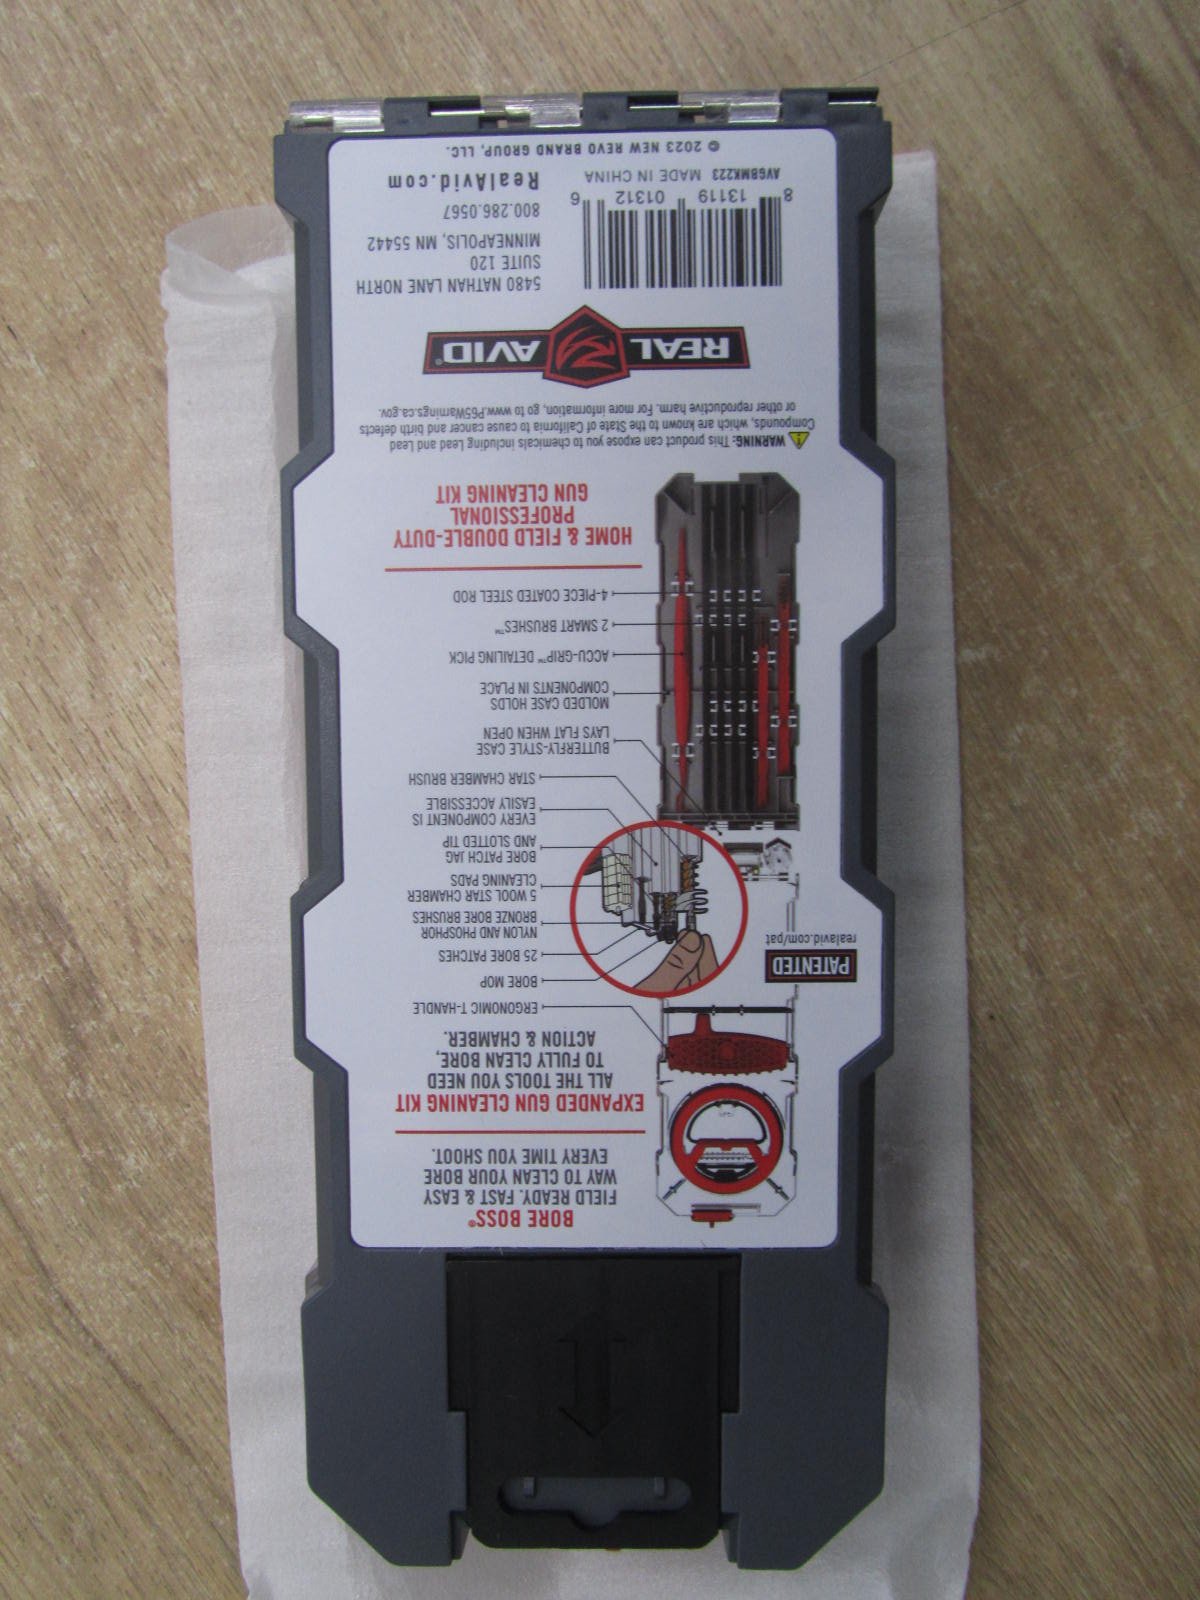 BORE BOSS®
FIELD READY. FAST & EASY
WAY TO CLEAN YOUR BORE
EVERY TIME YOU SHOOT.
EXPANDED GUN CLEANING KIT
ALL THE TOOLS YOU NEED
TO FULLY CLEAN BORE,
ACTION & CHAMBER.
ERGONOMIC T-HANDLE
BORE MOP
25 BORE PATCHES
NYLON AND PHOSPHOR
BRONZE BORE BRUSHES
5 WOOL STAR CHAMBER
CLEANING PADS
BORE PATCH JAG
AND SLOTTED TIP
EVERY COMPONENT IS
EASILY ACCESSIBLE
STAR CHAMBER BRUSH
PATENTED
realavid.com/pat
BUTTERFLY-STYLE CASE
LAYS FLAT WHEN OPEN
MOLDED CASE HOLDS
COMPONENTS IN PLACE
ACCU-GRIP™ DETAILING PICK
2 SMART BRUSHES™
4-PIECE COATED STEEL ROD
HOME & FIELD DOUBLE-DUTY
PROFESSIONAL
GUN CLEANING KIT
WARNING: This product can expose you to chemicals including Lead and Lead
Compounds, which are known to the State of California to cause cancer and birth defects
or other reproductive harm. For more information, go to www.P65Warnings.ca.gov.
REAL AVID®
5480 NATHAN LANE NORTH
SUITE 120
MINNEAPOLIS, MN 55442
800.286.0567
RealAvid.com
8 13119 01312 6
AVGBMK223 MADE IN CHINA
© 2023 NEW REVO BRAND GROUP, LLC.